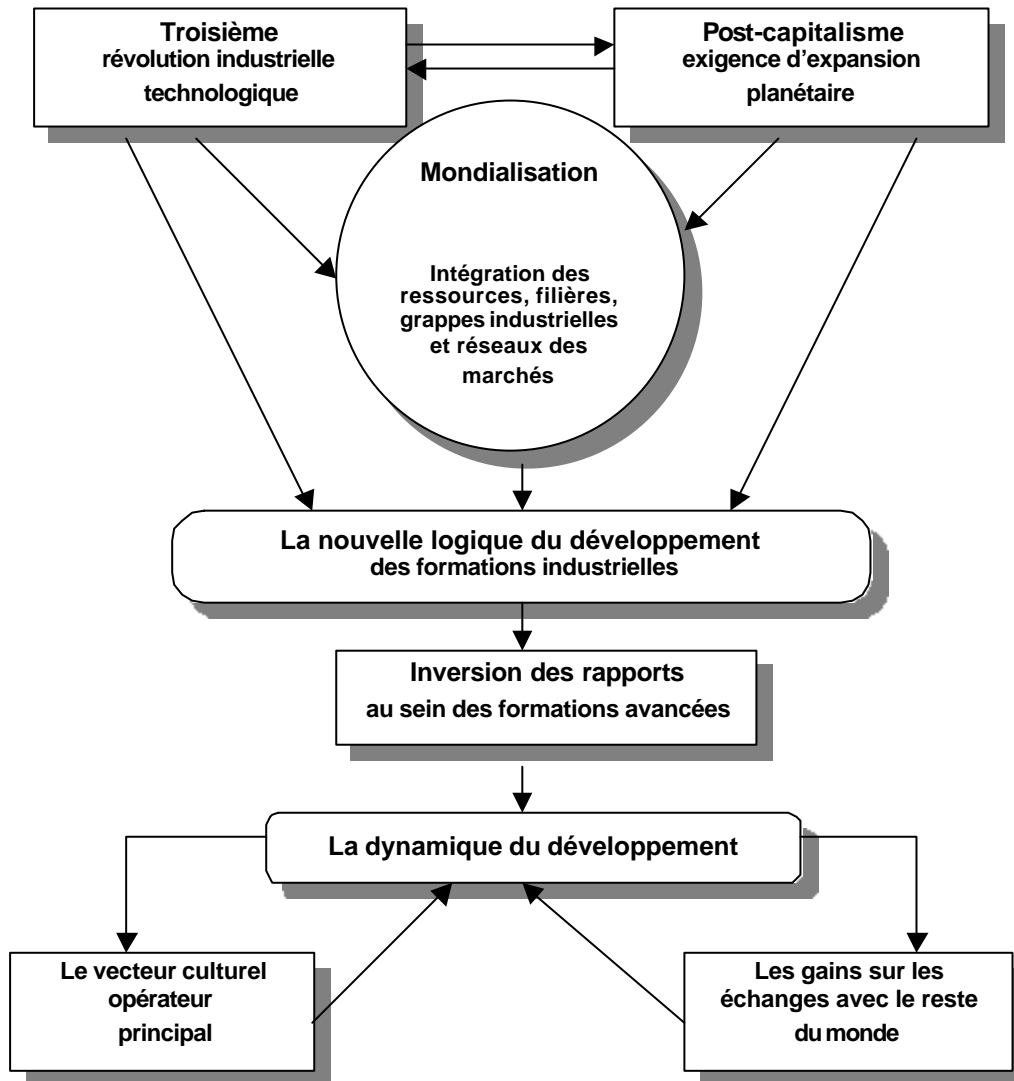 Troisième
révolution industrielle
technologique
Post-capitalisme
exigence d'expansion
planétaire
Mondialisation
Intégration des
ressources, filières,
grappes industrielles
et réseaux des
marchés
La nouvelle logique du développement
des formations industrielles
Inversion des rapports
au sein des formations avancées
La dynamique du développement
Le vecteur culturel
opérateur
principal
Les gains sur les
échanges avec le reste
du monde